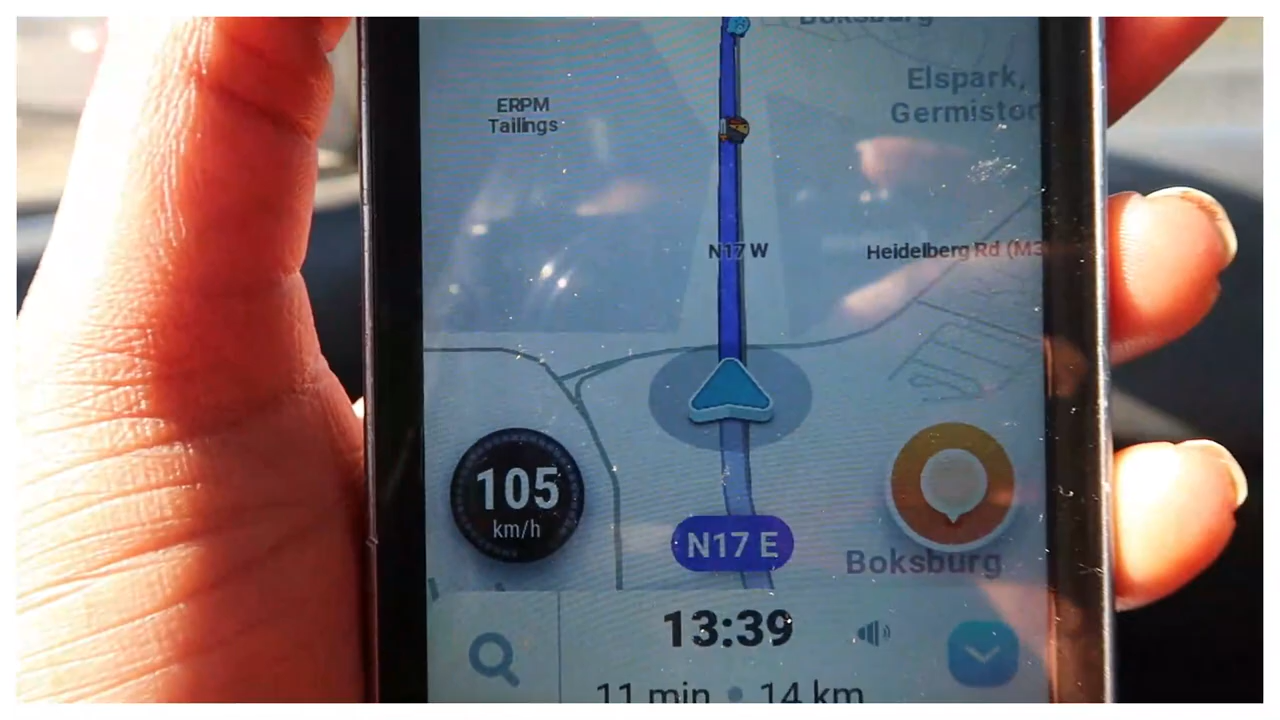 Boksburg
Elspark,
Germiston
ERPM
Tailings
N17 W
Heidelberg Rd (M3
105
km/h
N17 E
Boksburg
13:39
11 min • 14 km